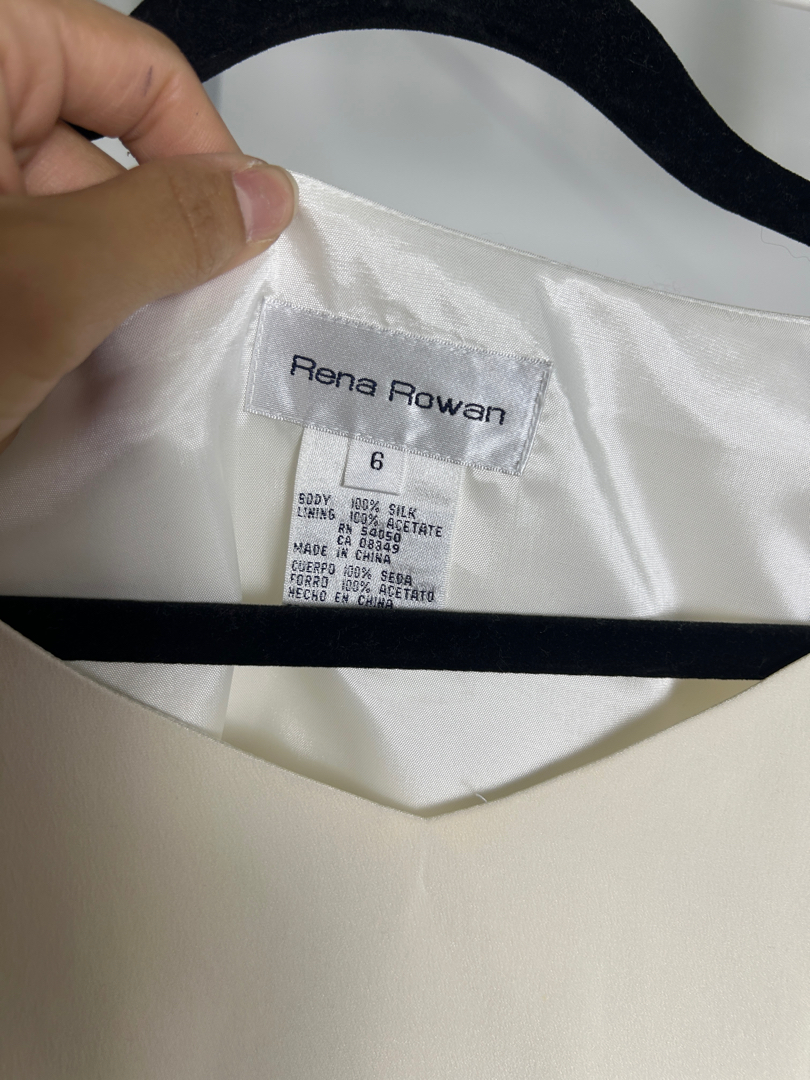 Rena Rowan
6
BODY 100% SILK
LINING 100% ACETATE
RN 54050
CA 08349
MADE IN CHINA
CUERPO 100% SEDA
FORRO 100% ACETATO
HECHO EN CHINA